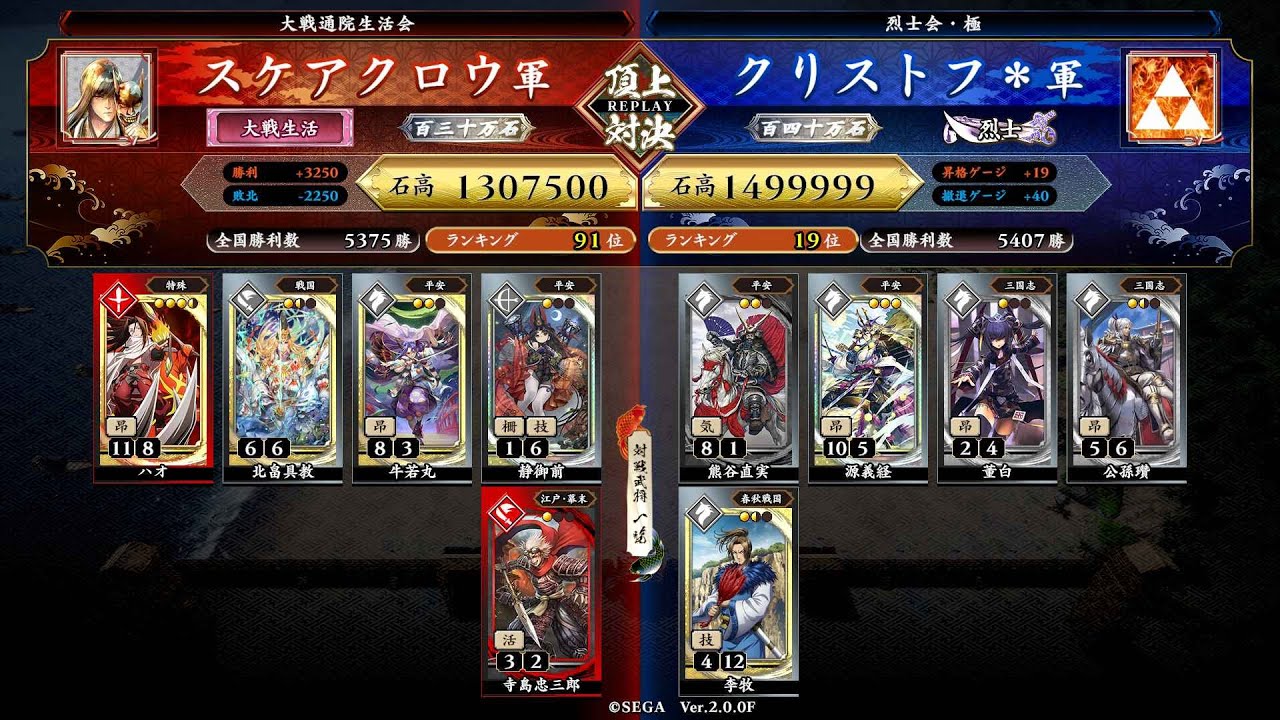 大戦通院生活会
烈士会・極
スケアクロウ軍
頂上
REPLAY
対決
クリストフ＊軍
大戦生活
百三十万石
百四十万石
烈士
勝利 +3250
敗北 -2250
石高 1307500
石高 1499999
昇格ゲージ +19
撤退ゲージ +40
全国勝利数 5375勝
ランキング 91位
ランキング 19位
全国勝利数 5407勝
特殊
昴
11 8
ハオ
戦国
6 6
北畠具教
平安
昴
8 3
牛若丸
平安
柵 技
1 6
静御前
平安
気
8 1
熊谷直実
平安
昴
10 5
源義経
三国志
昴
2 4
董白
三国志
昴
5 6
公孫瓚
対戦武将一覧
江戸・幕末
活
3 2
寺島忠三郎
春秋戦国
技
4 12
李牧
©SEGA Ver.2.0.0F